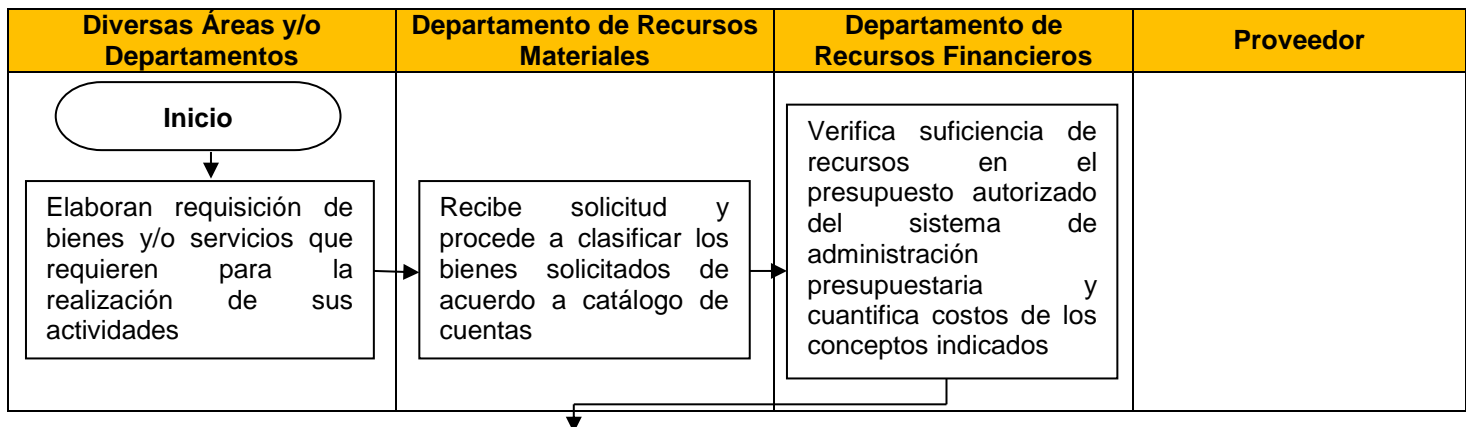 Diversas Áreas y/o
Departamentos
Departamento de Recursos
Materiales
Departamento de
Recursos Financieros
Proveedor
Inicio
Elaboran requisición de
bienes y/o servicios que
requieren para la
realización de sus
actividades
Recibe solicitud y
procede a clasificar los
bienes solicitados de
acuerdo a catálogo de
cuentas
Verifica suficiencia de
recursos en el
presupuesto autorizado
del sistema de
administración
presupuestaria y
cuantifica costos de los
conceptos indicados